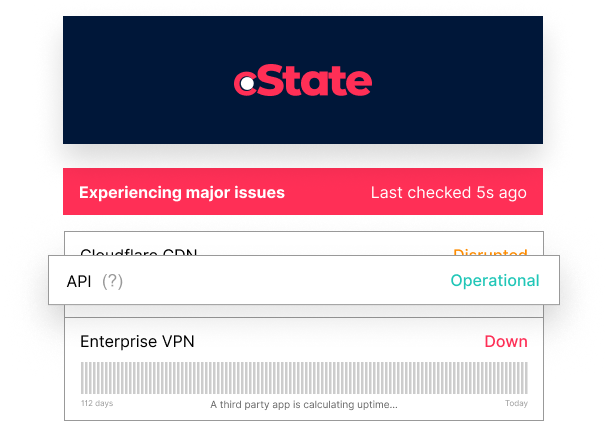 cState
Experiencing major issues Last checked 5s ago
Cloudflare CDN Disrupted
API (?) Operational
Enterprise VPN Down
112 days A third party app is calculating uptime... Today